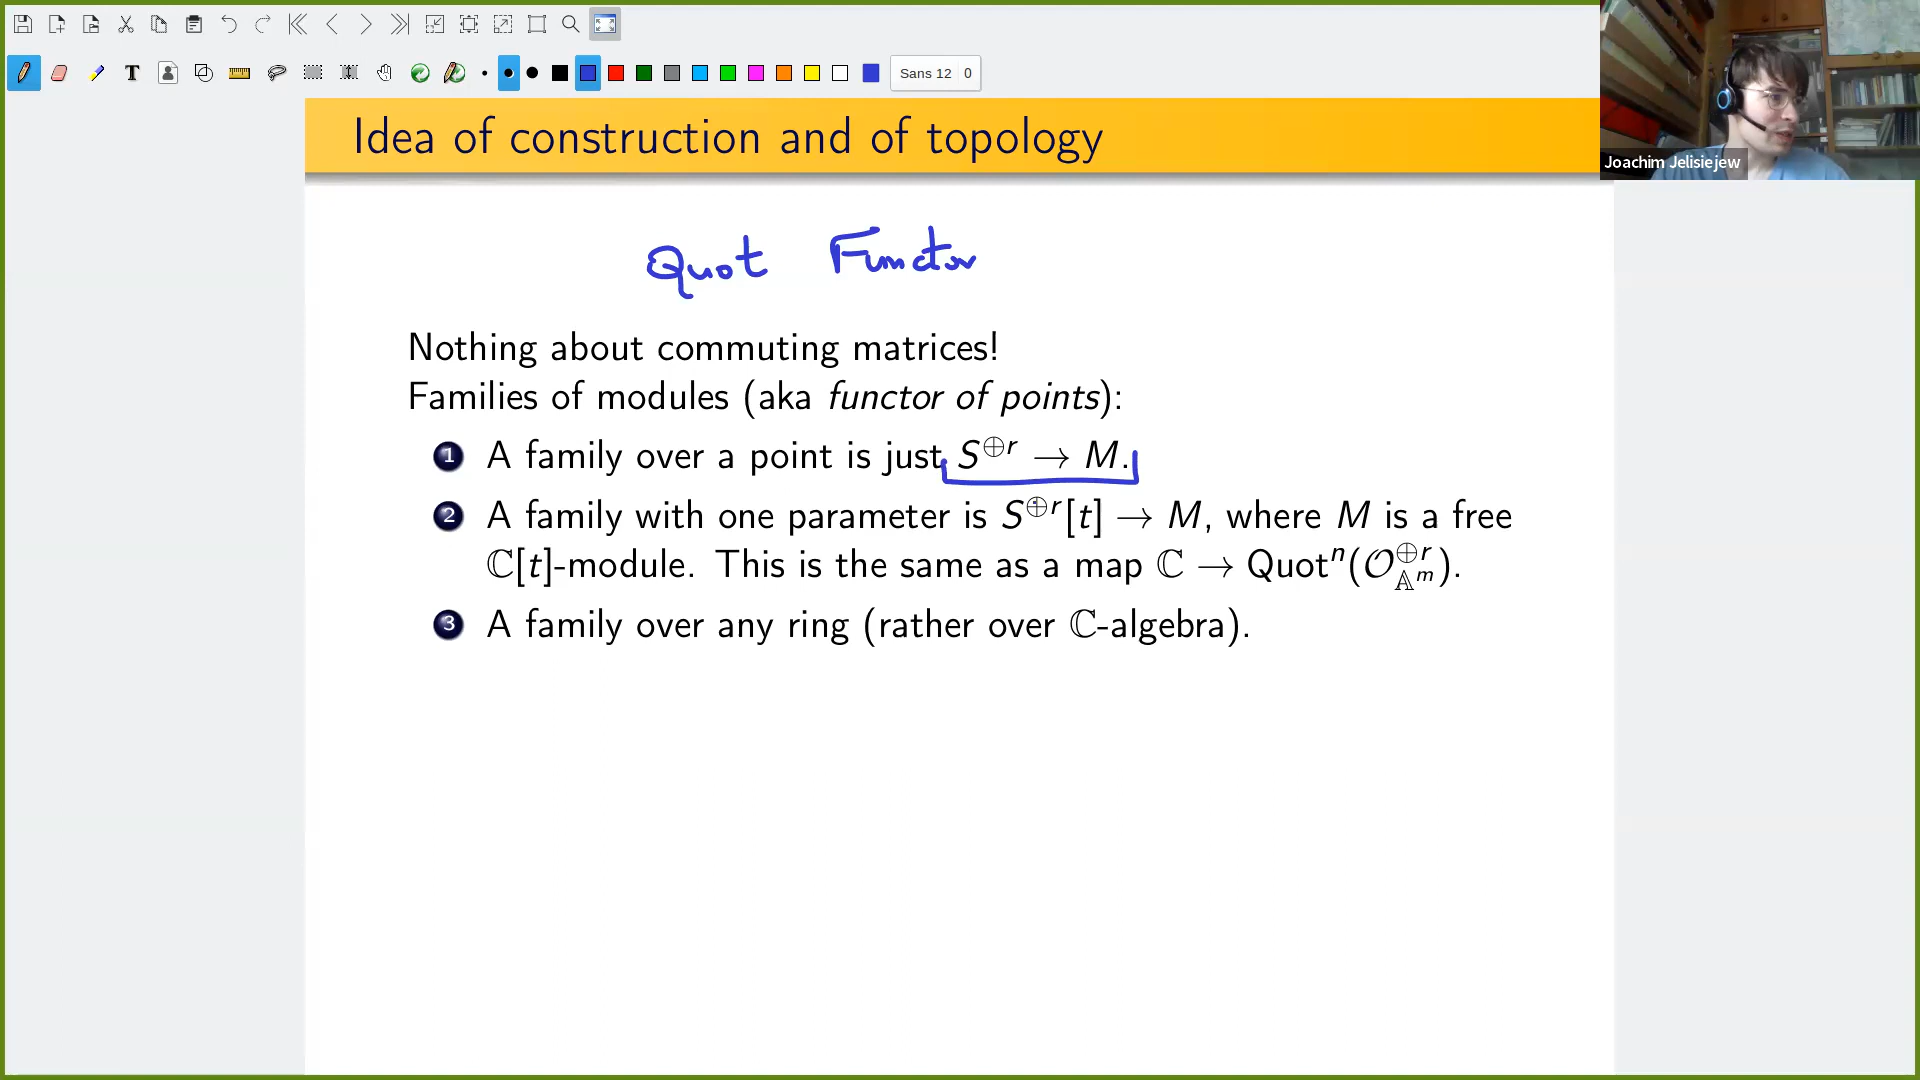 Sans 12 0
Joachim Jelisiejew
Idea of construction and of topology
Quot Functor
Nothing about commuting matrices!
Families of modules (aka functor of points):
1 A family over a point is just S^{⊕r} → M.
2 A family with one parameter is S^{⊕r}[t] → M, where M is a free
ℂ[t]-module. This is the same as a map ℂ → Quot^n(𝒪_{𝔸^m}^{⊕r}).
3 A family over any ring (rather over ℂ-algebra).